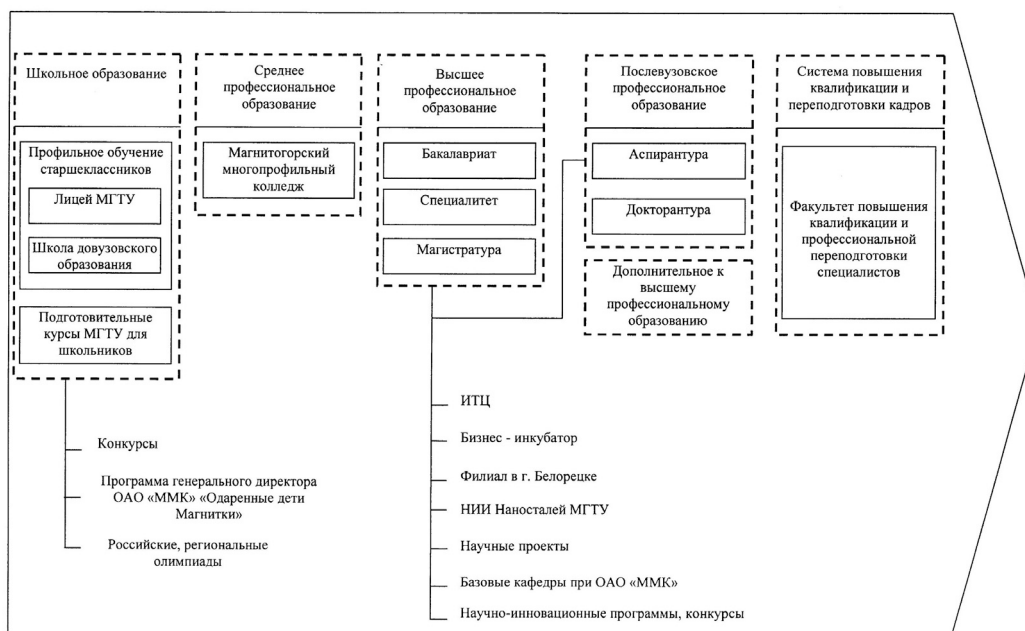 Школьное образование
Профильное обучение
старшеклассников
Лицей МГТУ
Школа довузовского
образования
Подготовительные
курсы МГТУ для
школьников
Конкурсы
Программа генерального директора
ОАО «ММК» «Одаренные дети
Магнитки»
Российские, региональные
олимпиады
Среднее
профессиональное
образование
Магнитогорский
многопрофильный
колледж
Высшее
профессиональное
образование
Бакалавриат
Специалитет
Магистратура
ИТЦ
Бизнес - инкубатор
Филиал в г. Белорецке
НИИ Наносталей МГТУ
Научные проекты
Базовые кафедры при ОАО «ММК»
Научно-инновационные программы, конкурсы
Послевузовское
профессиональное
образование
Аспирантура
Докторантура
Дополнительное к
высшему
профессиональному
образованию
Система повышения
квалификации и
переподготовки кадров
Факультет повышения
квалификации и
профессиональной
переподготовки
специалистов